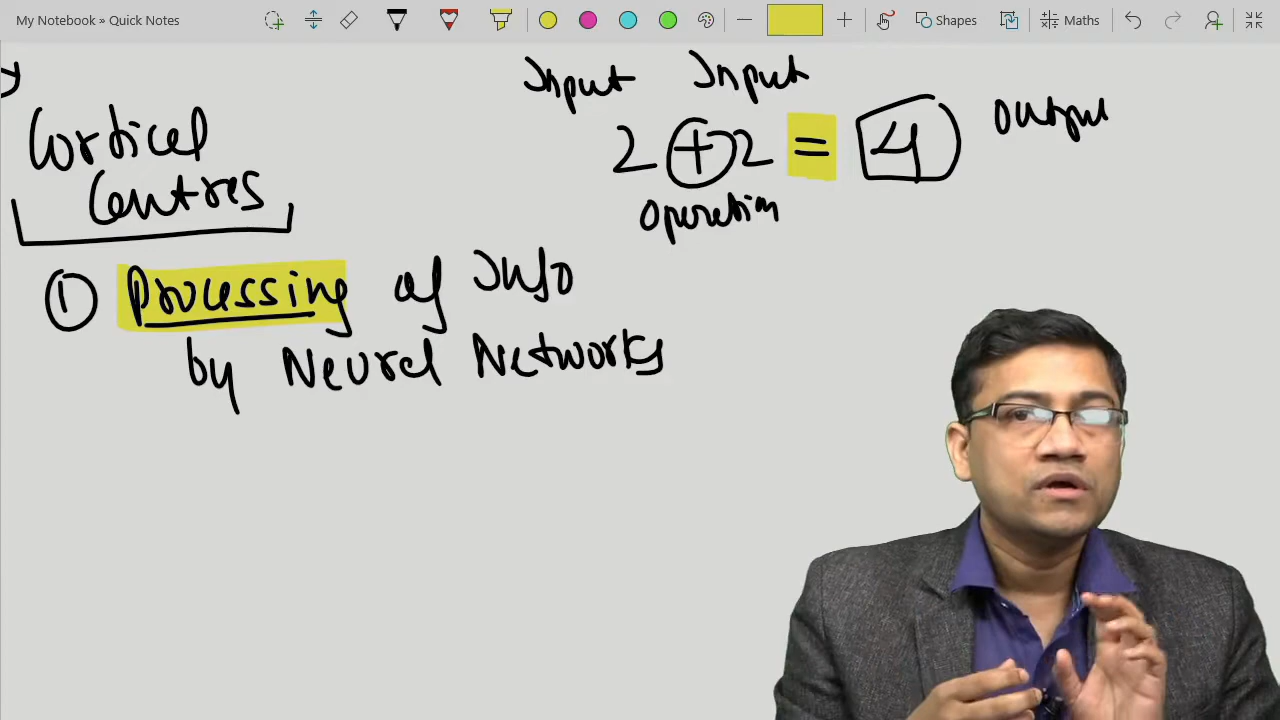 My Notebook » Quick Notes
Shapes
Maths
y
Cortical
Centres
① Processing of Info
by Neural Networks
Input Input
2 + 2 = 4 Output
Operation